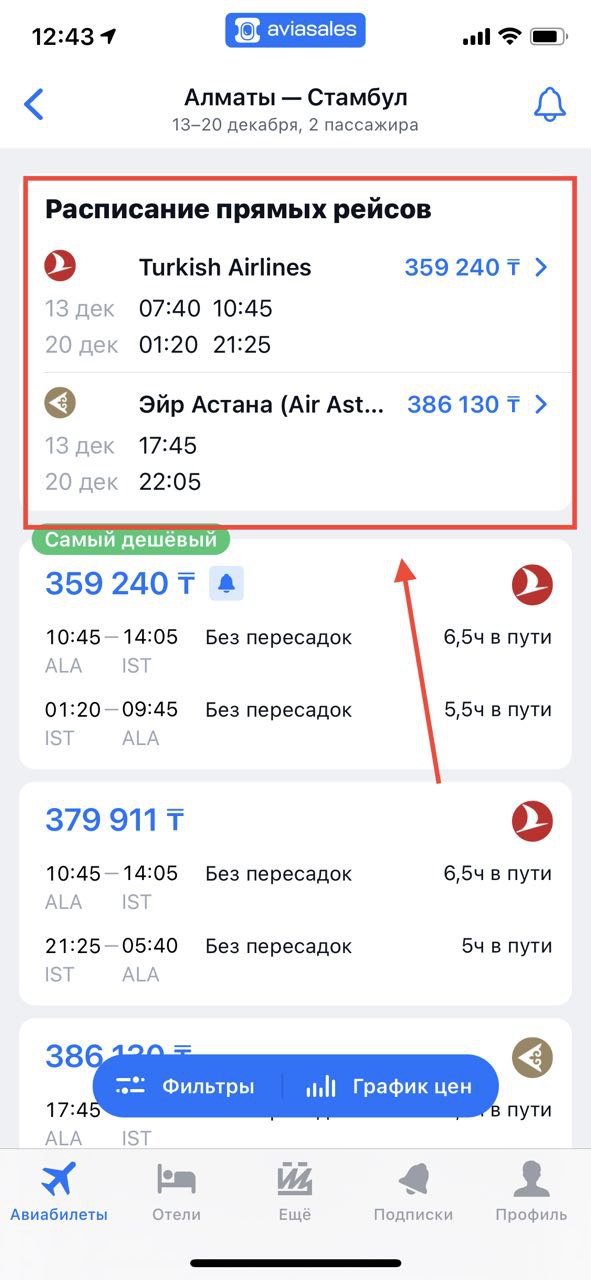 12:43
aviasales
Алматы — Стамбул
13–20 декабря, 2 пассажира
Расписание прямых рейсов
Turkish Airlines 359 240 ₸
13 дек 07:40 10:45
20 дек 01:20 21:25
Эйр Астана (Air Ast... 386 130 ₸
13 дек 17:45
20 дек 22:05
Самый дешёвый
359 240 ₸
10:45 – 14:05 Без пересадок 6,5ч в пути
ALA IST
01:20 – 09:45 Без пересадок 5,5ч в пути
IST ALA
379 911 ₸
10:45 – 14:05 Без пересадок 6,5ч в пути
ALA IST
21:25 – 05:40 Без пересадок 5ч в пути
IST ALA
386 130 ₸
Фильтры График цен
17:45 в пути
ALA IST
Авиабилеты Отели Ещё Подписки Профиль